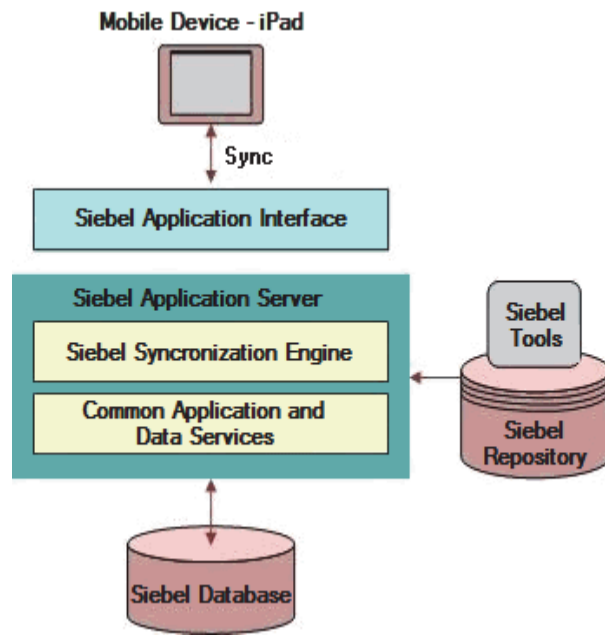 Mobile Device - iPad
Sync
Siebel Application Interface
Siebel Application Server
Siebel Syncronization Engine
Common Application and
Data Services
Siebel
Tools
Siebel
Repository
Siebel Database